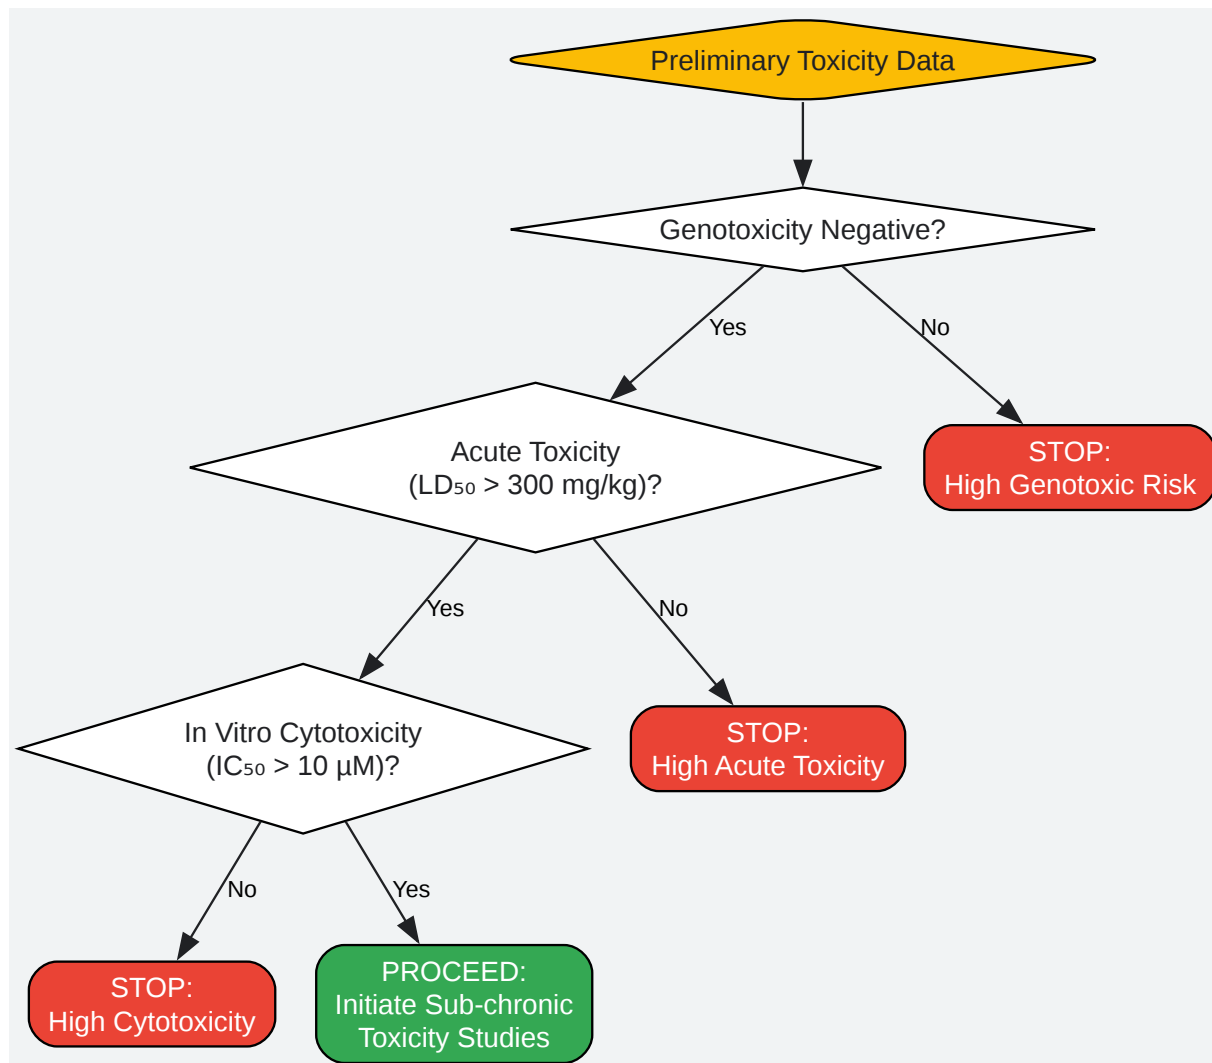 Preliminary Toxicity Data
Genotoxicity Negative?
Yes
No
Acute Toxicity
(LD₅₀ > 300 mg/kg)?
STOP:
High Genotoxic Risk
Yes
No
In Vitro Cytotoxicity
(IC₅₀ > 10 µM)?
STOP:
High Acute Toxicity
No
Yes
STOP:
High Cytotoxicity
PROCEED:
Initiate Sub-chronic
Toxicity Studies